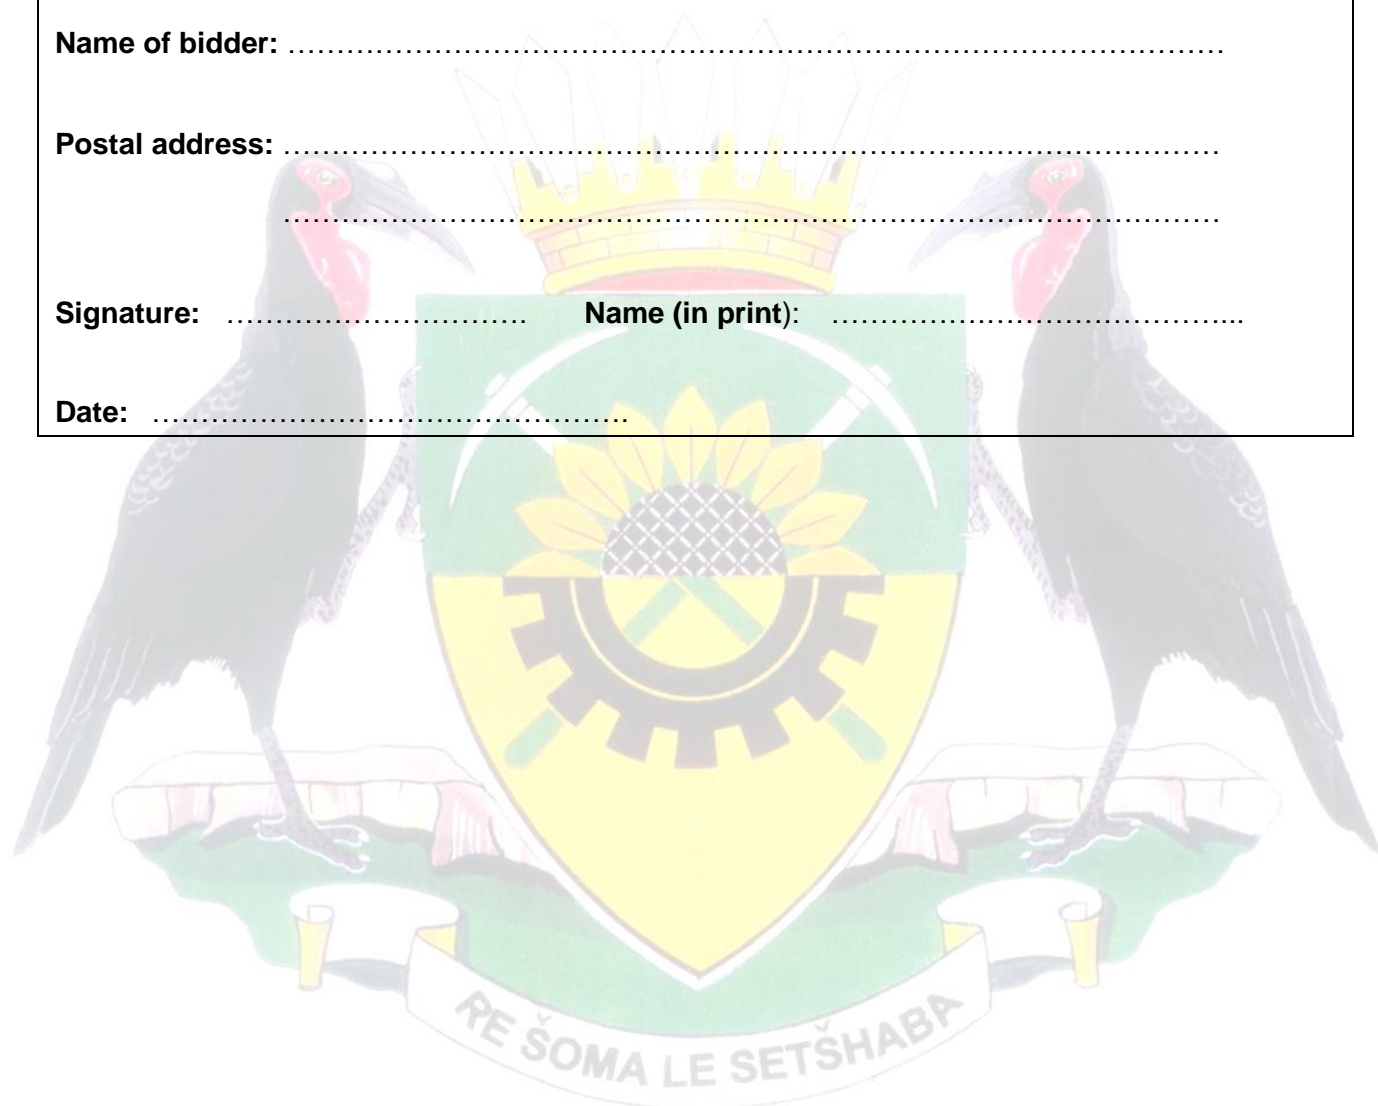 Name of bidder: ……………………………………………………………………………………
Postal address: ……………………………………………………………………………………
……………………………………………………………………………………
Signature: …………………………. Name (in print): …………………………………...
Date: ………………………………………….
RE ŠOMA LE SETŠHABA